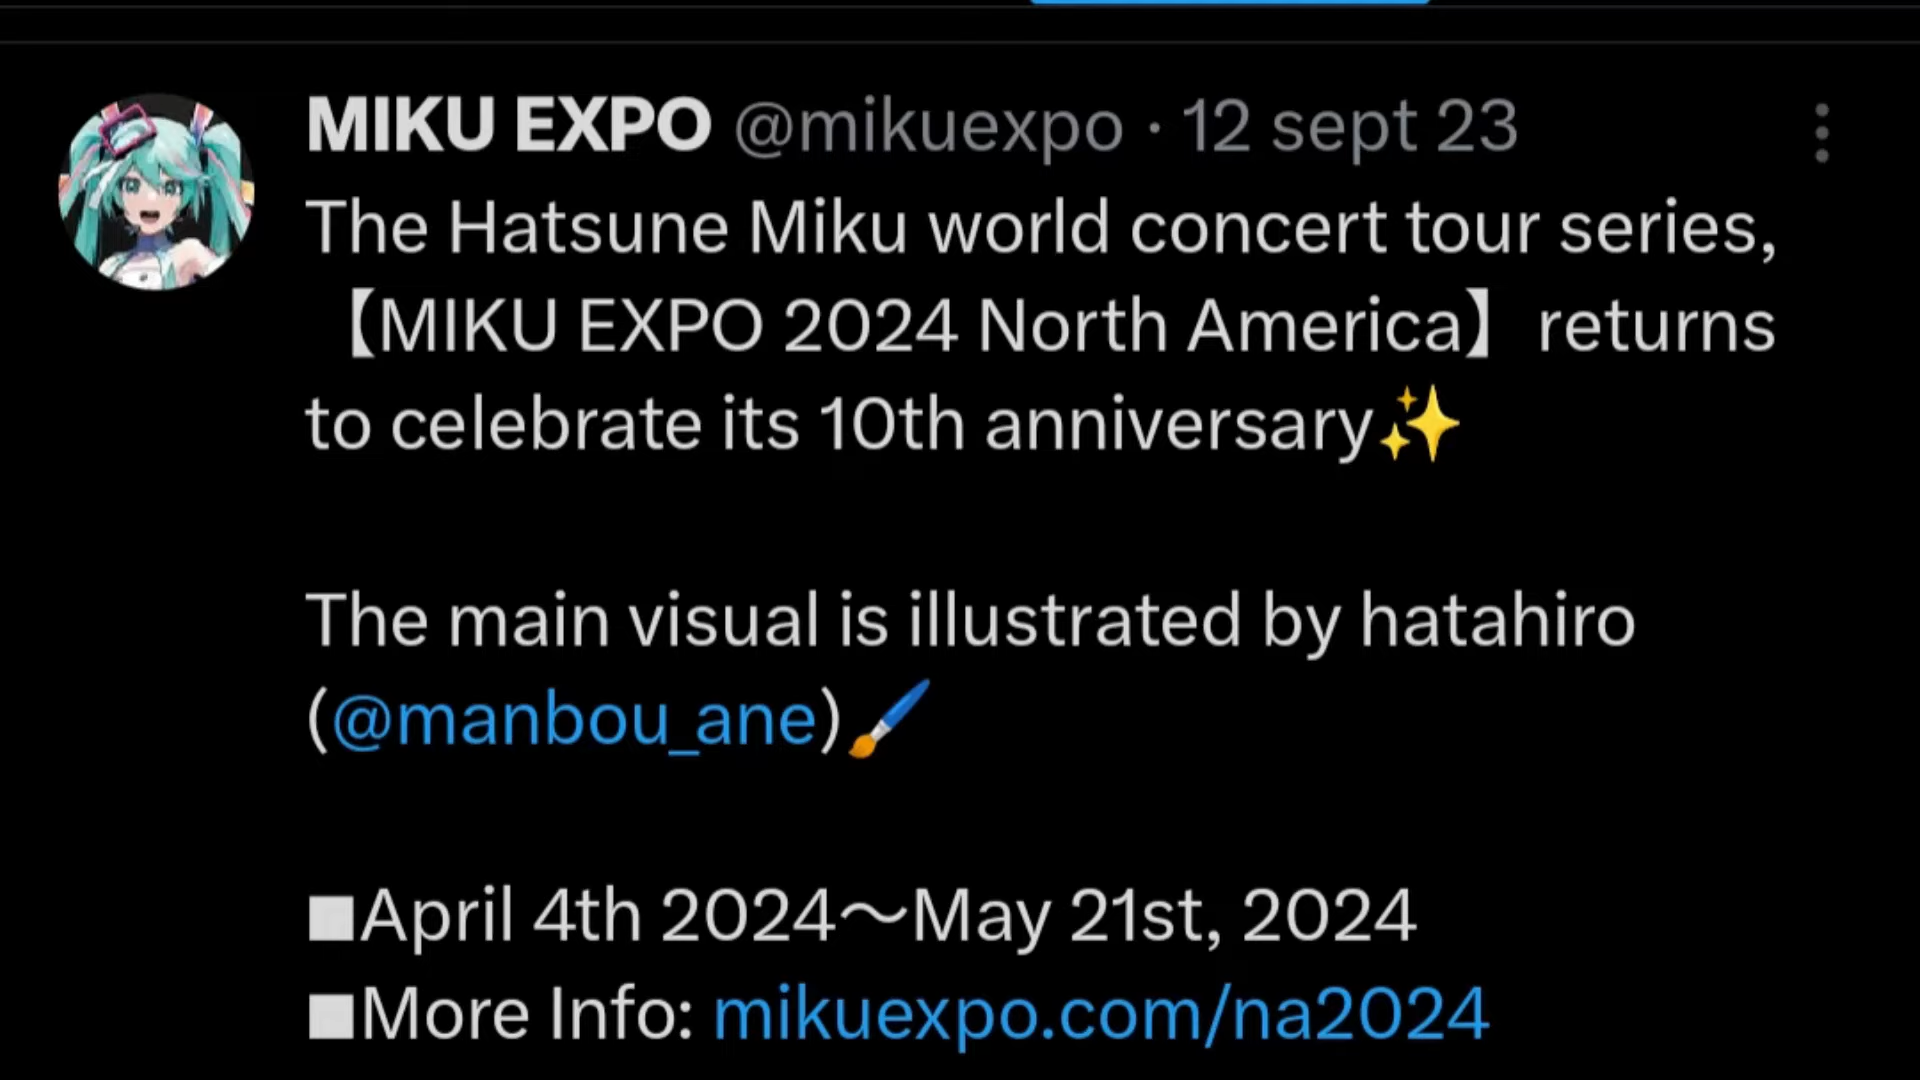 MIKU EXPO @mikuexpo · 12 sept 23
The Hatsune Miku world concert tour series,
【MIKU EXPO 2024 North America】 returns
to celebrate its 10th anniversary✨
The main visual is illustrated by hatahiro
(@manbou_ane)🖌️
■April 4th 2024〜May 21st, 2024
■More Info: mikuexpo.com/na2024